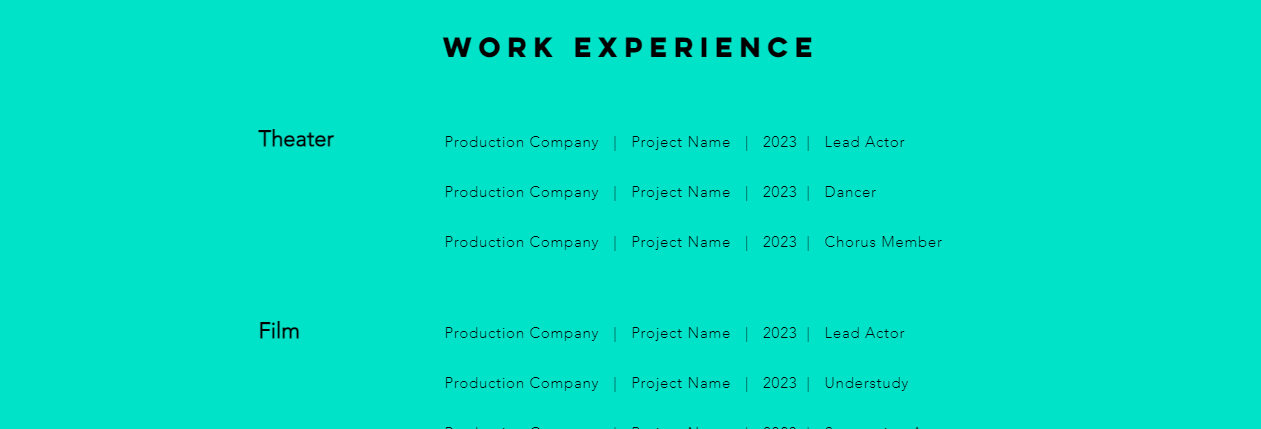 WORK EXPERIENCE
Theater
Production Company | Project Name | 2023 | Lead Actor
Production Company | Project Name | 2023 | Dancer
Production Company | Project Name | 2023 | Chorus Member
Film
Production Company | Project Name | 2023 | Lead Actor
Production Company | Project Name | 2023 | Understudy